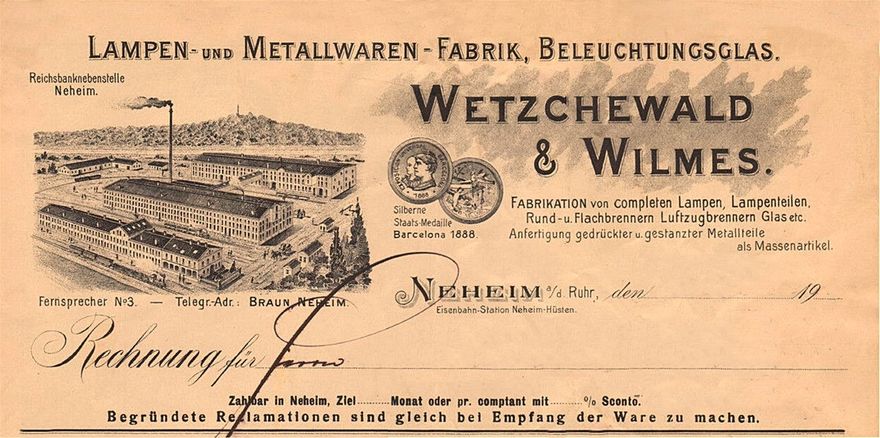 LAMPEN- UND METALLWAREN-FABRIK, BELEUCHTUNGSGLAS.
Reichsbanknebenstelle
Neheim.
WETZCHEWALD
& WILMES.
Silberne
Staats-Medaille
Barcelona 1888.
FABRIKATION von completen Lampen, Lampenteilen,
Rund- u. Flachbrennern Luftzugbrennern Glas etc.
Anfertigung gedrückter u. gestanzter Metallteile
als Massenartikel.
Fernsprecher No 3. — Telegr.-Adr.: BRAUN, NEHEIM.
NEHEIM a/d. Ruhr, den 19
Eisenbahn-Station Neheim-Hüsten.
Rechnung für
Zahlbar in Neheim, Ziel Monat oder pr. comptant mit % Sconto.
Begründete Reclamationen sind gleich bei Empfang der Ware zu machen.